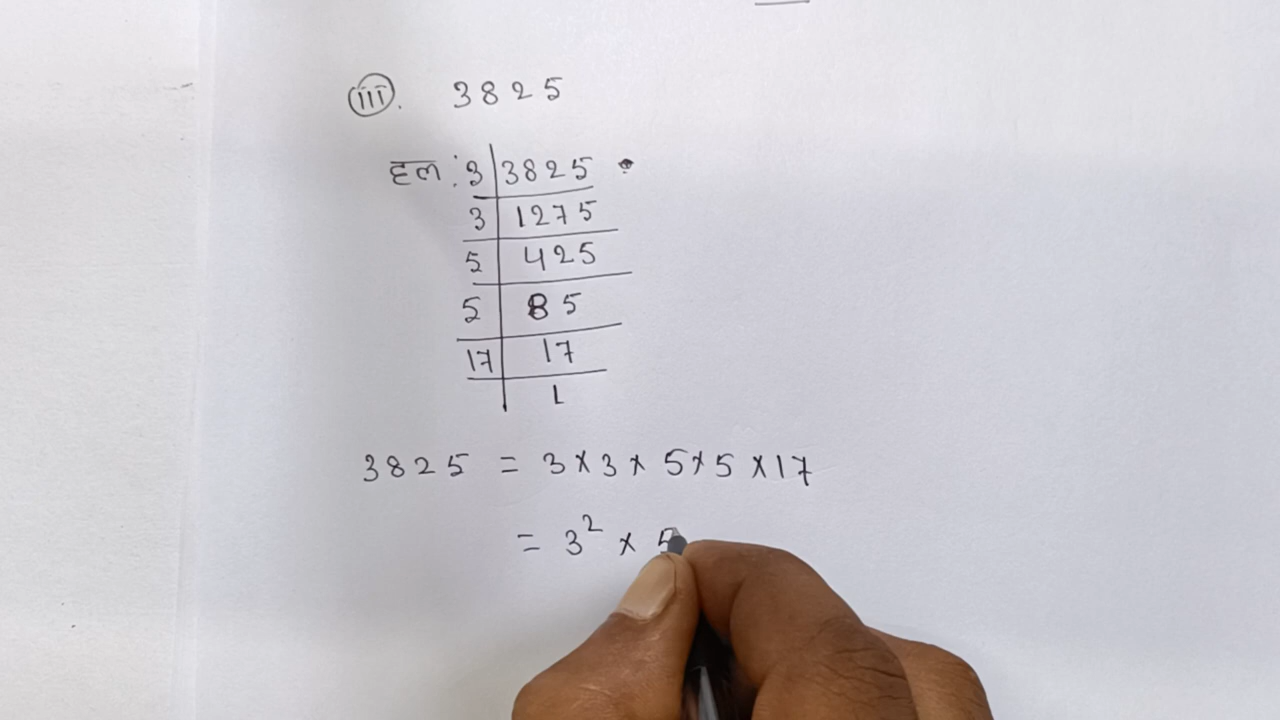 (iii). 3825
हल : 3 | 3825
3 | 1275
5 | 425
5 | 85
17 | 17
| 1
3825 = 3 × 3 × 5 × 5 × 17
= 3² × 5